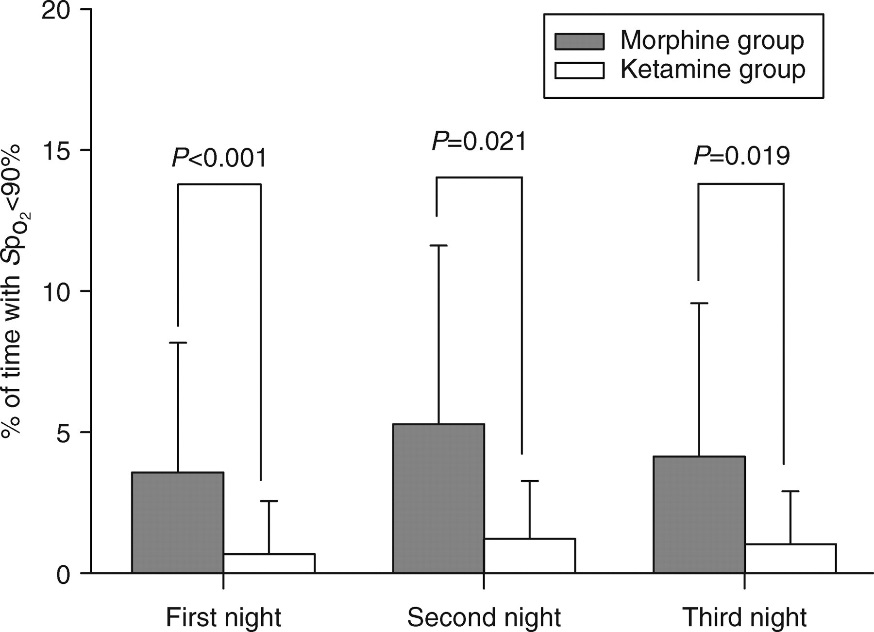 % of time with SpO2<90%
20
15
10
5
0
Morphine group
Ketamine group
P<0.001
P=0.021
P=0.019
First night
Second night
Third night